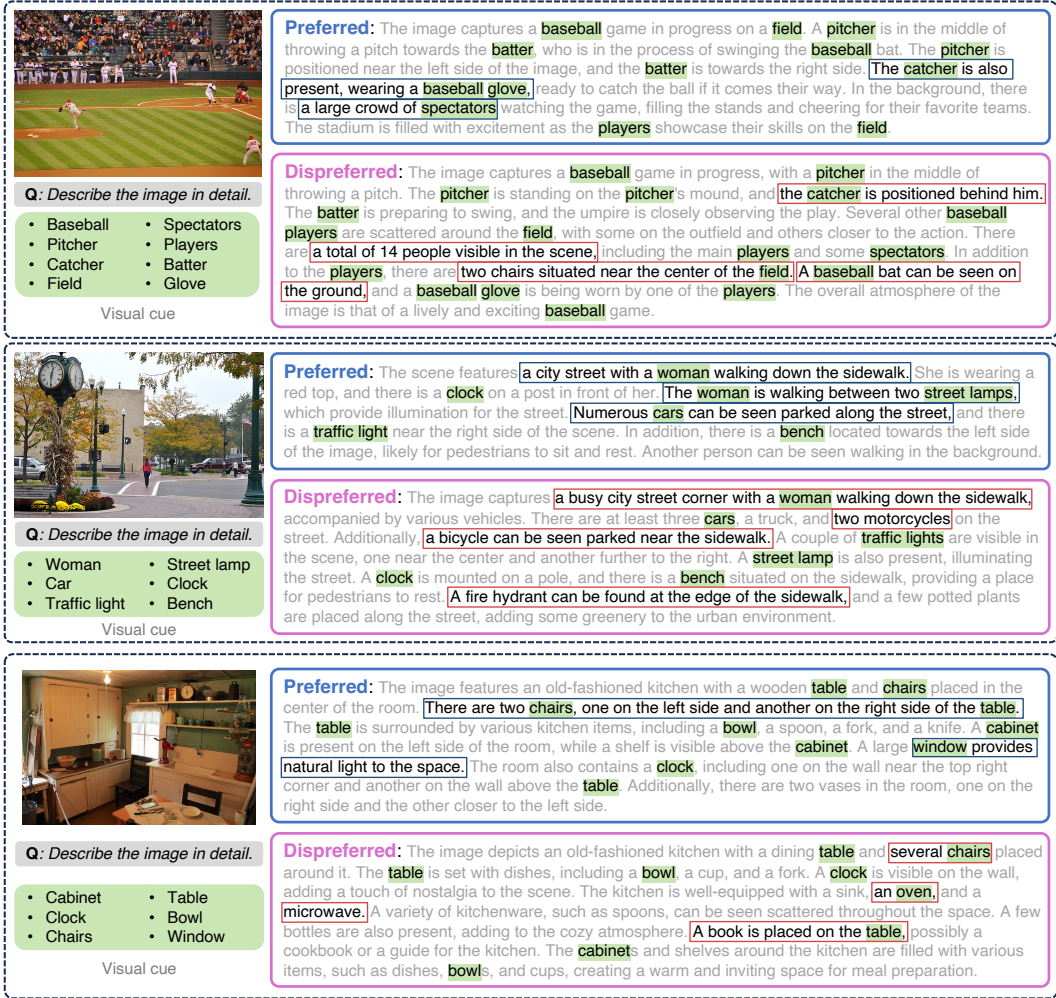 Preferred: The image captures a baseball game in progress on a field. A pitcher is in the middle of
throwing a pitch towards the batter, who is in the process of swinging the baseball bat. The pitcher is
positioned near the left side of the image, and the batter is towards the right side. The catcher is also
present, wearing a baseball glove, ready to catch the ball if it comes their way. In the background, there
is a large crowd of spectators watching the game, filling the stands and cheering for their favorite teams.
The stadium is filled with excitement as the players showcase their skills on the field.
Q: Describe the image in detail.
• Baseball
• Pitcher
• Catcher
• Field
• Spectators
• Players
• Batter
• Glove
Visual cue
Dispreferred: The image captures a baseball game in progress, with a pitcher in the middle of
throwing a pitch. The pitcher is standing on the pitcher's mound, and the catcher is positioned behind him.
The batter is preparing to swing, and the umpire is closely observing the play. Several other baseball
players are scattered around the field, with some on the outfield and others closer to the action. There
are a total of 14 people visible in the scene, including the main players and some spectators. In addition
to the players, there are two chairs situated near the center of the field. A baseball bat can be seen on
the ground, and a baseball glove is being worn by one of the players. The overall atmosphere of the
image is that of a lively and exciting baseball game.
Preferred: The scene features a city street with a woman walking down the sidewalk. She is wearing a
red top, and there is a clock on a post in front of her. The woman is walking between two street lamps,
which provide illumination for the street. Numerous cars can be seen parked along the street, and there
is a traffic light near the right side of the scene. In addition, there is a bench located towards the left side
of the image, likely for pedestrians to sit and rest. Another person can be seen walking in the background.
Q: Describe the image in detail.
• Woman
• Car
• Traffic light
• Street lamp
• Clock
• Bench
Visual cue
Dispreferred: The image captures a busy city street corner with a woman walking down the sidewalk,
accompanied by various vehicles. There are at least three cars, a truck, and two motorcycles on the
street. Additionally, a bicycle can be seen parked near the sidewalk. A couple of traffic lights are visible in
the scene, one near the center and another further to the right. A street lamp is also present, illuminating
the street. A clock is mounted on a pole, and there is a bench situated on the sidewalk, providing a place
for pedestrians to rest. A fire hydrant can be found at the edge of the sidewalk, and a few potted plants
are placed along the street, adding some greenery to the urban environment.
Preferred: The image features an old-fashioned kitchen with a wooden table and chairs placed in the
center of the room. There are two chairs, one on the left side and another on the right side of the table.
The table is surrounded by various kitchen items, including a bowl, a spoon, a fork, and a knife. A cabinet
is present on the left side of the room, while a shelf is visible above the cabinet. A large window provides
natural light to the space. The room also contains a clock, including one on the wall near the top right
corner and another on the wall above the table. Additionally, there are two vases in the room, one on the
right side and the other closer to the left side.
Q: Describe the image in detail.
• Cabinet
• Clock
• Chairs
• Table
• Bowl
• Window
Visual cue
Dispreferred: The image depicts an old-fashioned kitchen with a dining table and several chairs placed
around it. The table is set with dishes, including a bowl, a cup, and a fork. A clock is visible on the wall,
adding a touch of nostalgia to the scene. The kitchen is well-equipped with a sink, an oven, and a
microwave. A variety of kitchenware, such as spoons, can be seen scattered throughout the space. A few
bottles are also present, adding to the cozy atmosphere. A book is placed on the table, possibly a
cookbook or a guide for the kitchen. The cabinets and shelves around the kitchen are filled with various
items, such as dishes, bowls, and cups, creating a warm and inviting space for meal preparation.